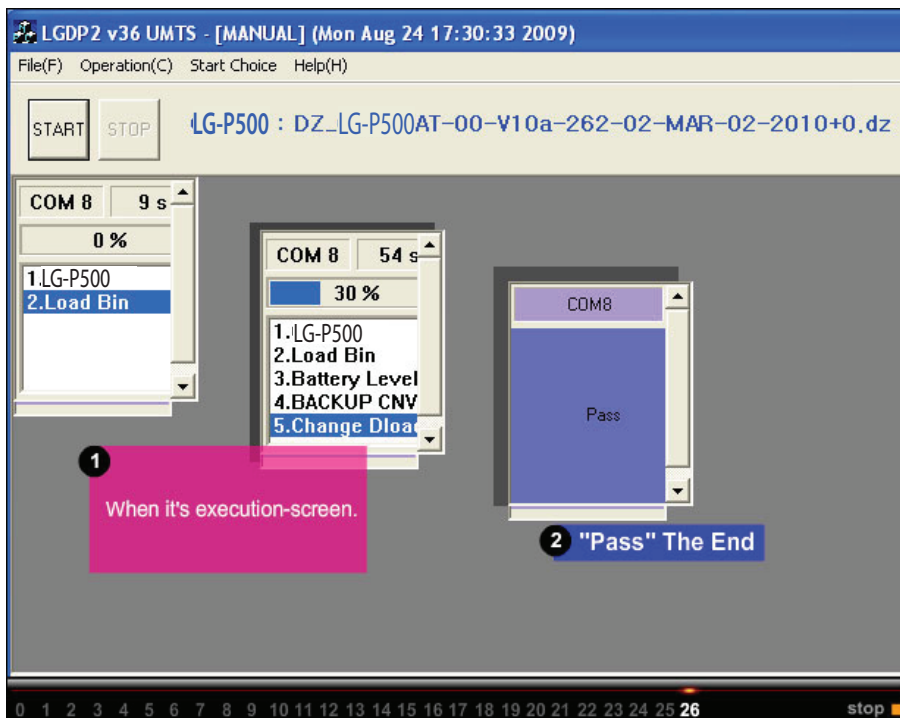 LGDP2 v36 UMTS - [MANUAL] (Mon Aug 24 17:30:33 2009)
File(F) Operation(C) Start Choice Help(H)
START STOP LG-P500 : DZ_LG-P500AT-00-V10a-262-02-MAR-02-2010+0.dz
COM 8 9 s
0 %
1.LG-P500
2.Load Bin
COM 8 54 s
30 %
1.LG-P500
2.Load Bin
3.Battery Level
4.BACKUP CNV
5.Change Dload
COM8
Pass
1
When it's execution-screen.
2 "Pass" The End
0 1 2 3 4 5 6 7 8 9 10 11 12 13 14 15 16 17 18 19 20 21 22 23 24 25 26 stop